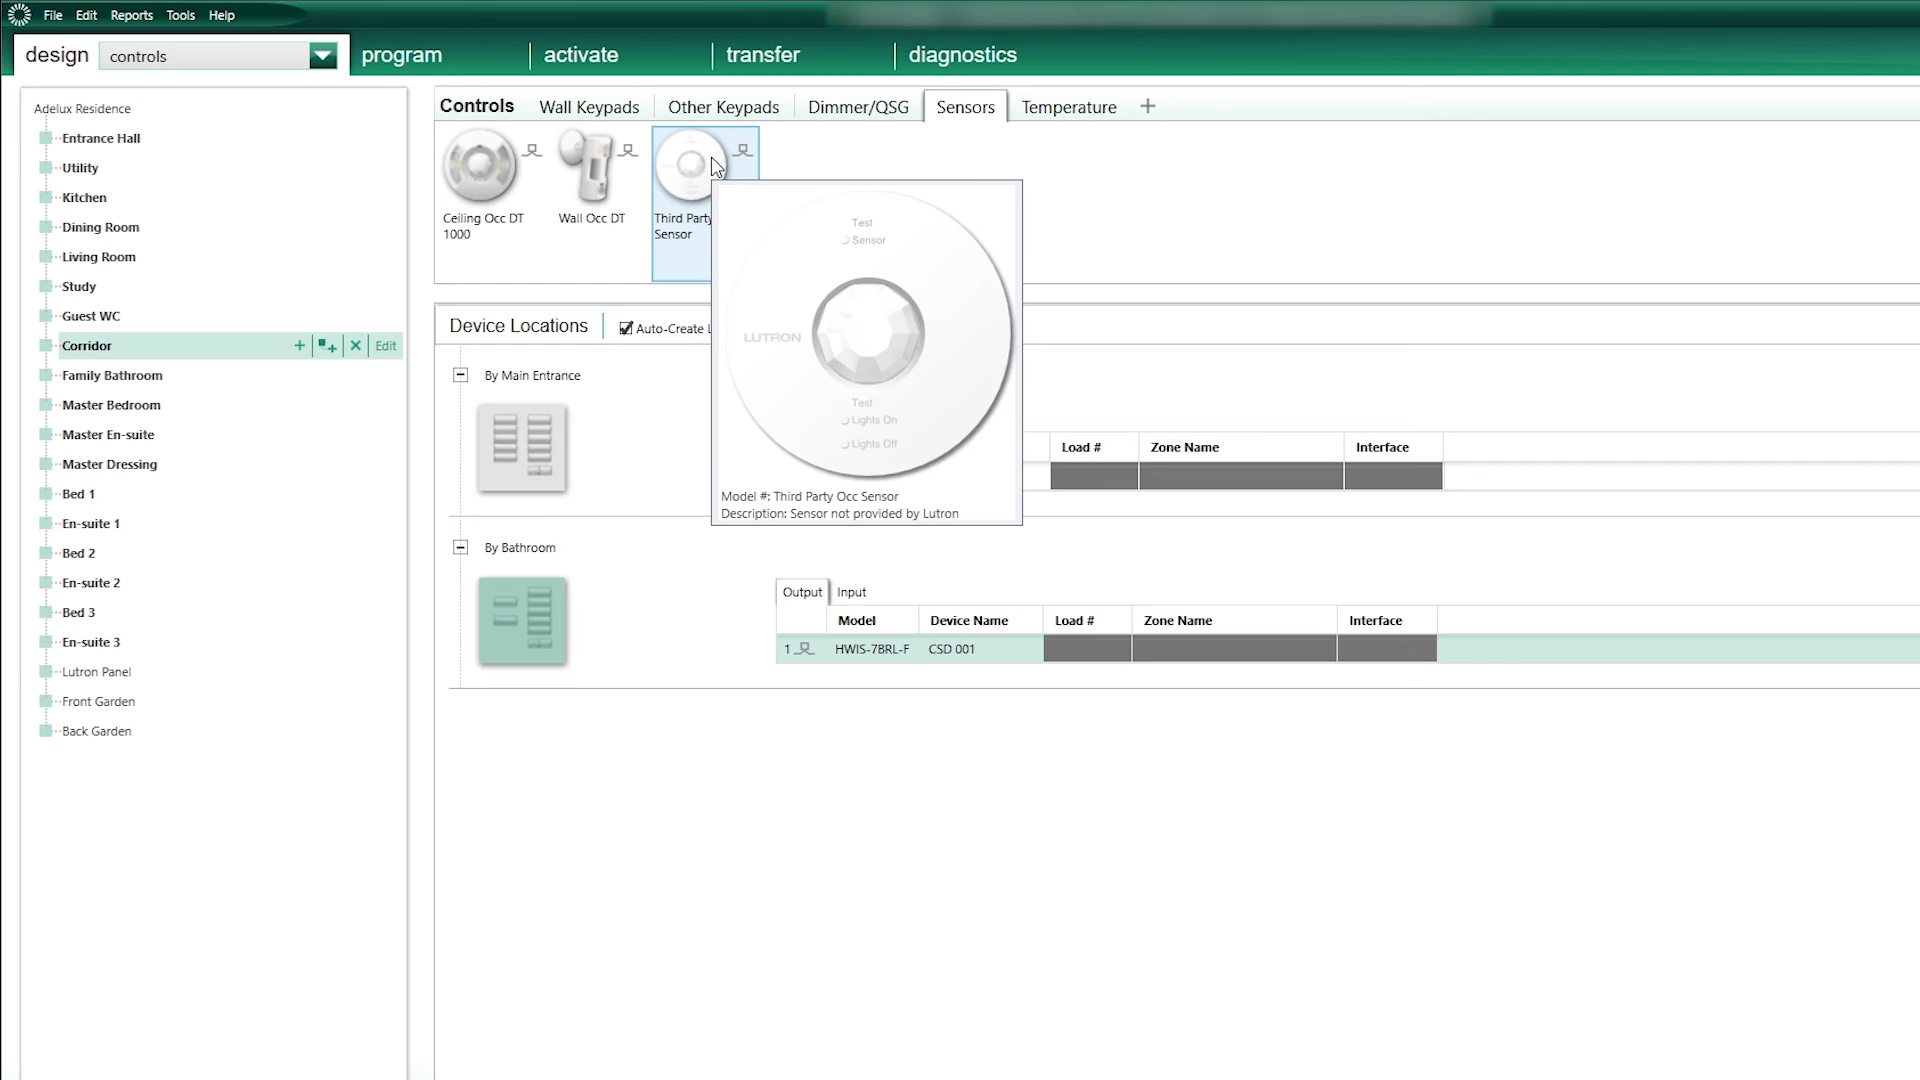 File Edit Reports Tools Help
design controls program activate transfer diagnostics
Adelux Residence
Entrance Hall
Utility
Kitchen
Dining Room
Living Room
Study
Guest WC
Corridor Edit
Family Bathroom
Master Bedroom
Master En-suite
Master Dressing
Bed 1
En-suite 1
Bed 2
En-suite 2
Bed 3
En-suite 3
Lutron Panel
Front Garden
Back Garden
Controls Wall Keypads Other Keypads Dimmer/QSG Sensors Temperature +
Ceiling Occ DT
1000
Wall Occ DT
Third Party
Sensor
Test
Sensor
LUTRON
Test
Lights On
Lights Off
Model #: Third Party Occ Sensor
Description: Sensor not provided by Lutron
Device Locations Auto-Create
By Main Entrance
Load # Zone Name Interface
By Bathroom
Output Input
Model Device Name Load # Zone Name Interface
1 HWIS-7BRL-F CSD 001